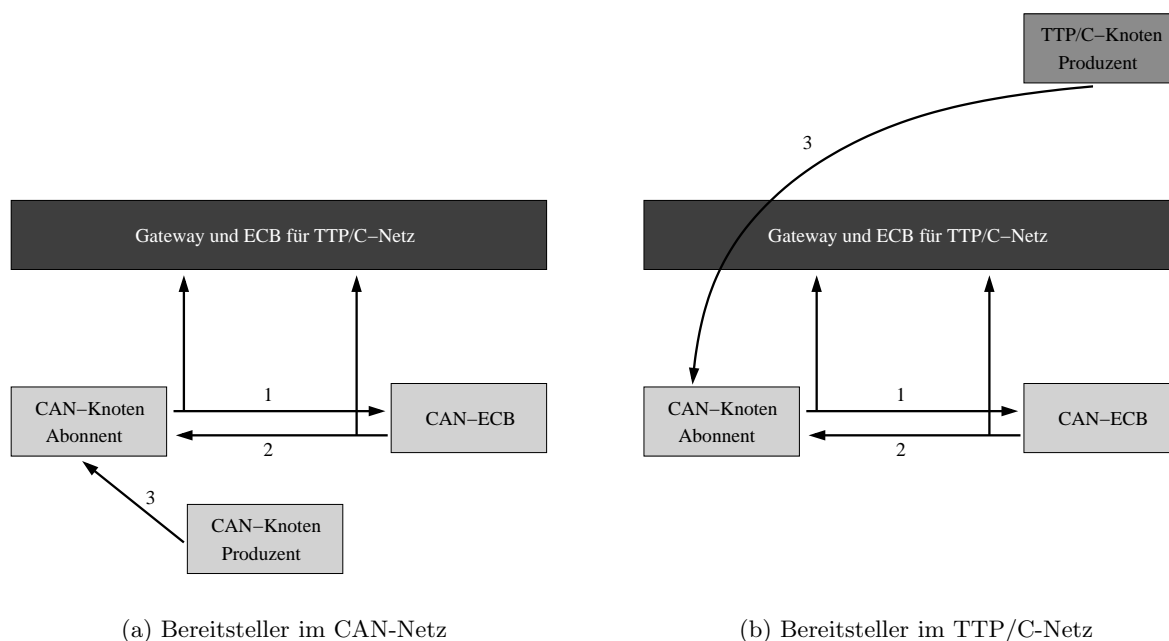 TTP/C−Knoten
Produzent
3
Gateway und ECB für TTP/C−Netz
Gateway und ECB für TTP/C−Netz
CAN−Knoten
Abonnent
1
2
CAN−ECB
3
CAN−Knoten
Produzent
CAN−Knoten
Abonnent
1
2
CAN−ECB
(a) Bereitsteller im CAN-Netz
(b) Bereitsteller im TTP/C-Netz